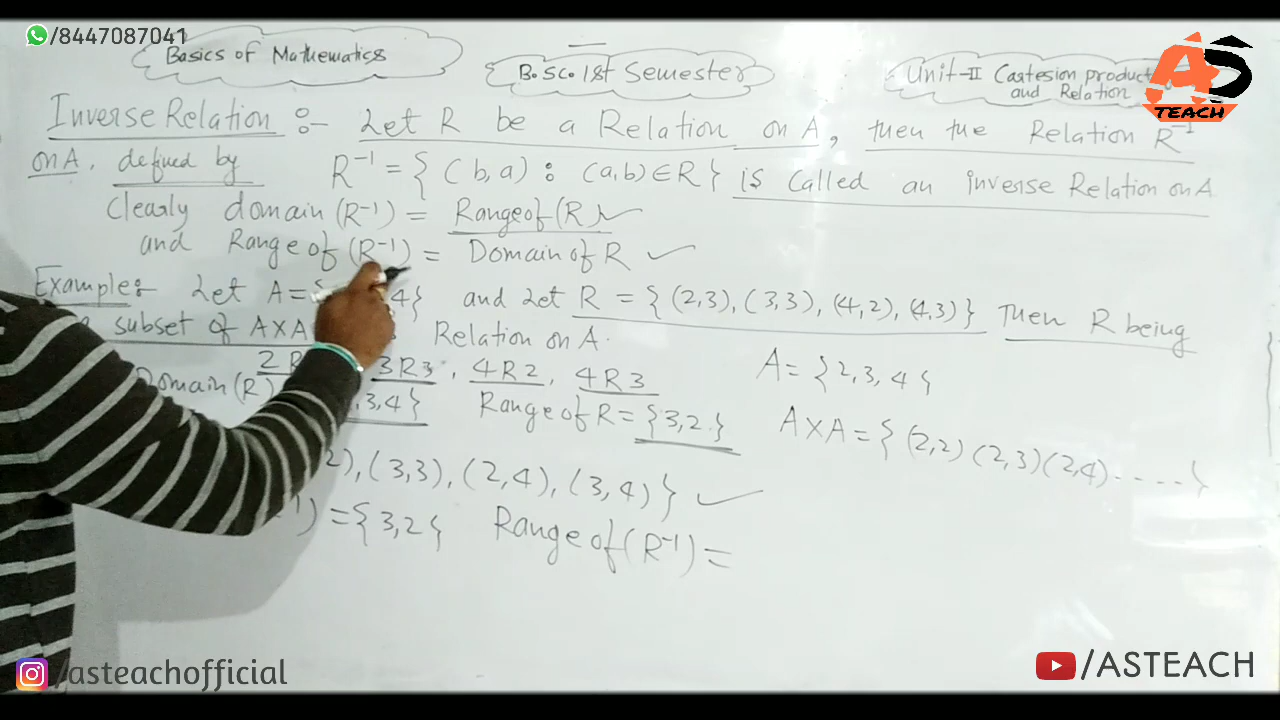 /8447087041
Basics of Mathematics
B.Sc. 1st Semester
Unit-II Cartesion product
and Relation
AS
TEACH
Inverse Relation :- Let R be a Relation on A, then the Relation R⁻¹
on A, defined by R⁻¹ = { (b,a) : (a,b) ∈ R } is called an inverse Relation on A.
Clearly domain (R⁻¹) = Range of (R) ✓
and Range of (R⁻¹) = Domain of R ✓
Example:- Let A = { 4} and let R = { (2,3), (3,3), (4,2), (4,3) } Then R being
subset of A×A Relation on A.
2R 3R3, 4R2, 4R3
Domain (R) ,3,4} Range of R = {3,2}
A = {2,3,4}
A×A = { (2,2) (2,3) (2,4) ..... }
2), (3,3), (2,4), (3,4) } ✓
⁻¹) = {3,2} Range of (R⁻¹) =
/asteachofficial
/ASTEACH